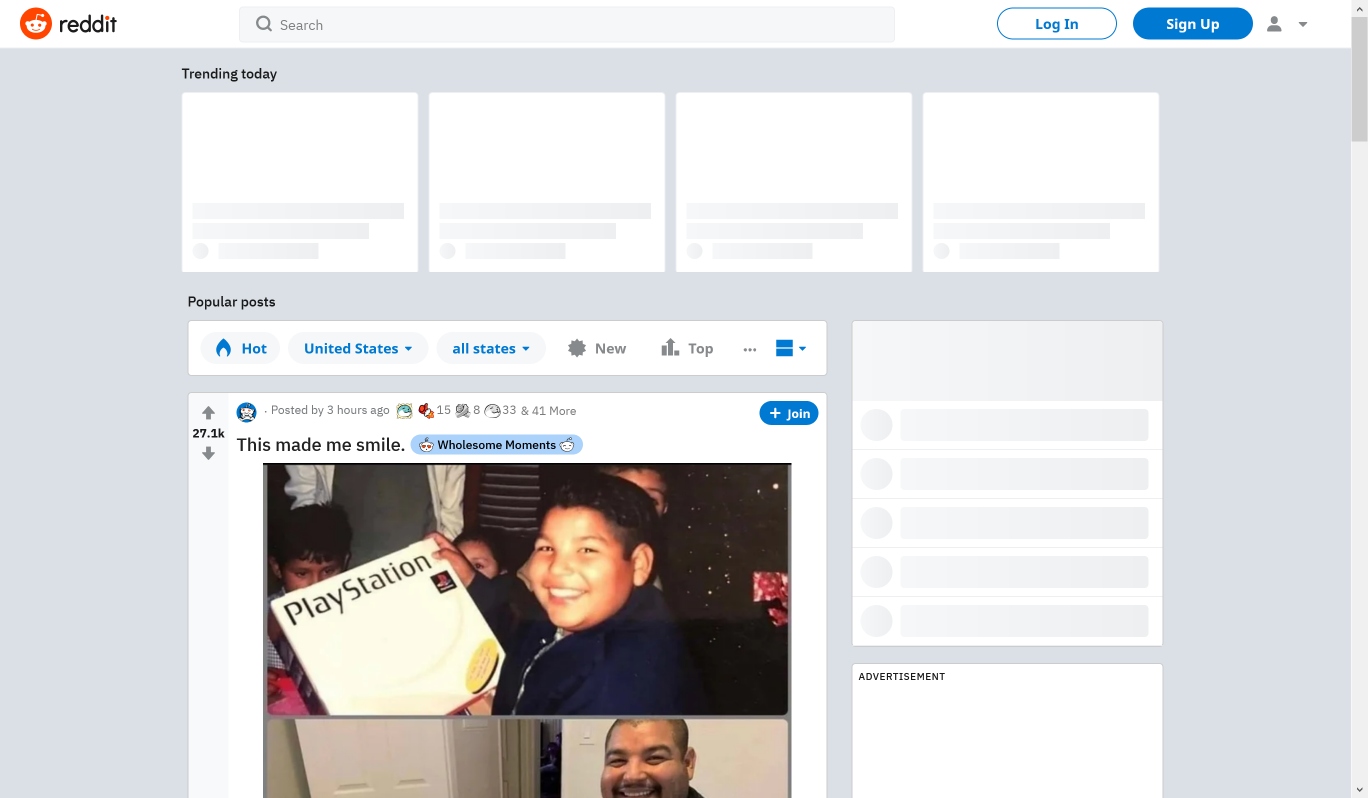 reddit
Search
Log In
Sign Up
Trending today
Popular posts
Hot
United States
all states
New
Top
...
27.1k
· Posted by 3 hours ago 15 8 33 & 41 More
+ Join
This made me smile. Wholesome Moments
PlayStation
ADVERTISEMENT